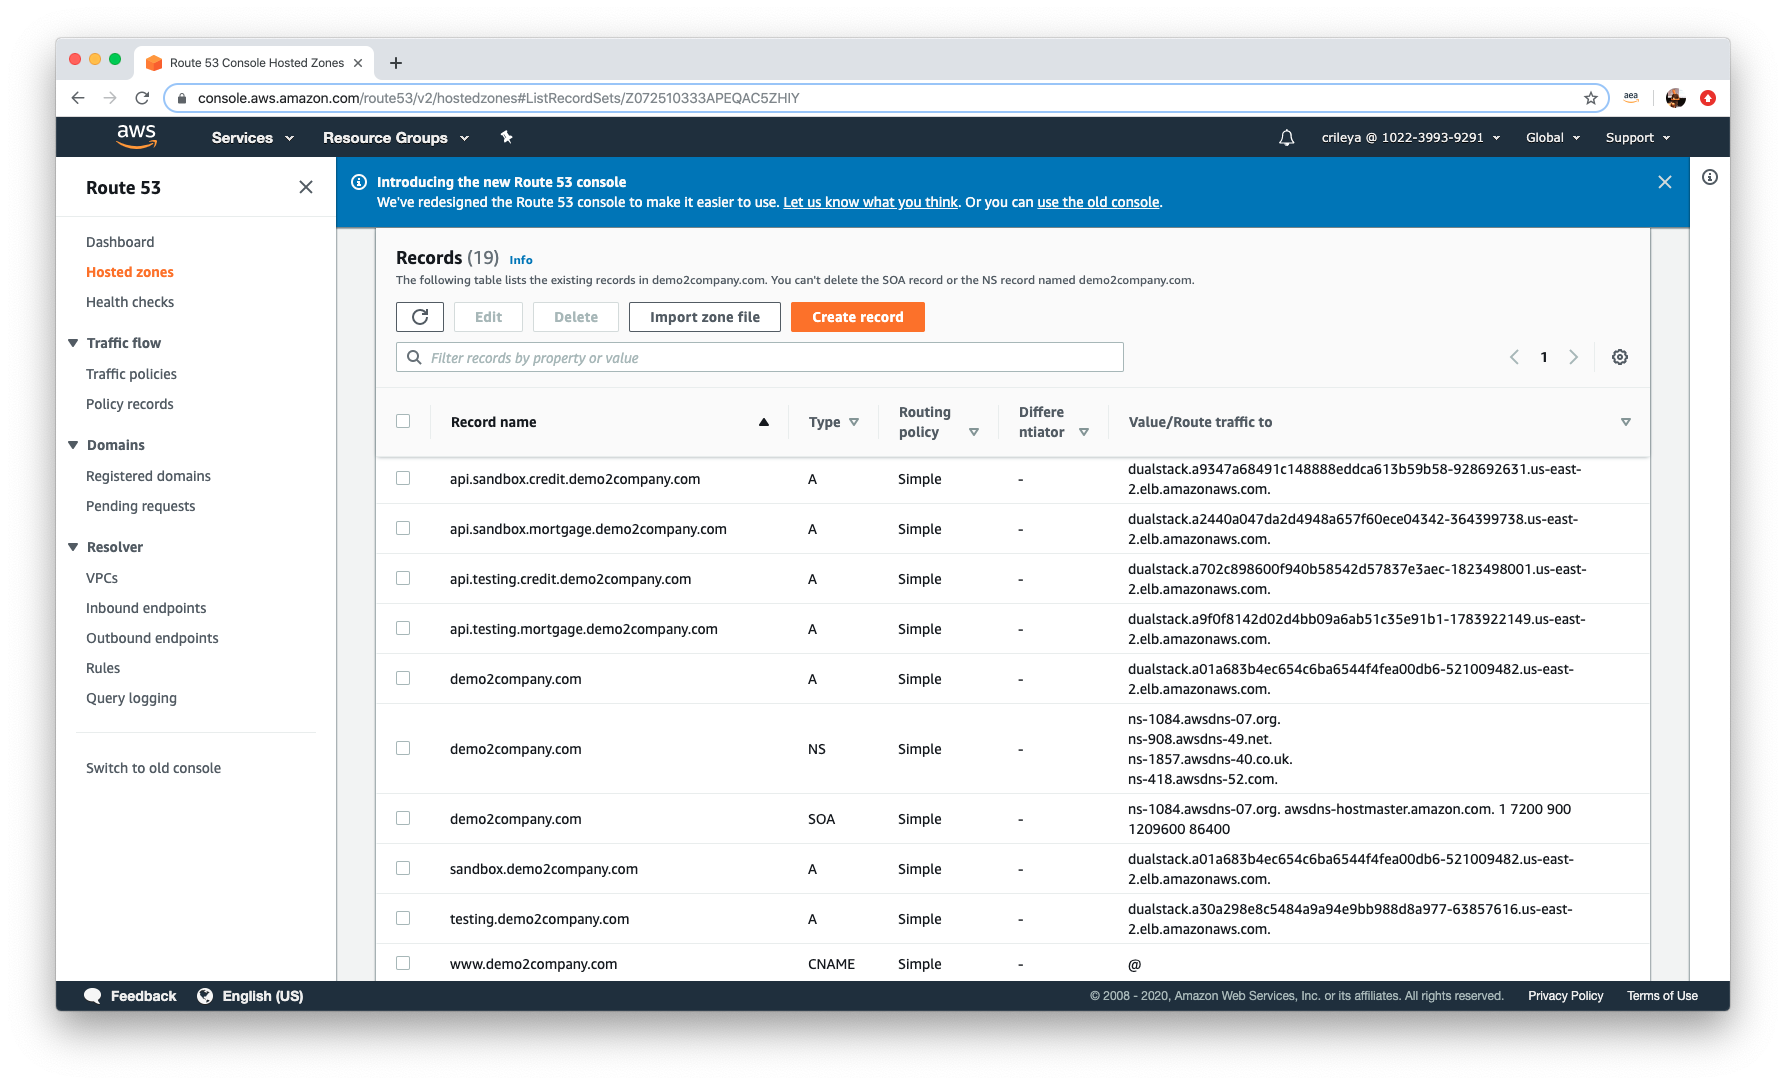 Route 53 Console Hosted Zones
console.aws.amazon.com/route53/v2/hostedzones#ListRecordSets/Z072510333APEQAC5ZHIY
aea
aws
Services
Resource Groups
crileya @ 1022-3993-9291
Global
Support
Route 53
Dashboard
Hosted zones
Health checks
Traffic flow
Traffic policies
Policy records
Domains
Registered domains
Pending requests
Resolver
VPCs
Inbound endpoints
Outbound endpoints
Rules
Query logging
Switch to old console
Introducing the new Route 53 console
We've redesigned the Route 53 console to make it easier to use. Let us know what you think. Or you can use the old console.
Records (19) Info
The following table lists the existing records in demo2company.com. You can't delete the SOA record or the NS record named demo2company.com.
Edit
Delete
Import zone file
Create record
Filter records by property or value
1
Record name
Type
Routing
policy
Differe
ntiator
Value/Route traffic to
api.sandbox.credit.demo2company.com A Simple - dualstack.a9347a68491c148888eddca613b59b58-928692631.us-east-
2.elb.amazonaws.com.
api.sandbox.mortgage.demo2company.com A Simple - dualstack.a2440a047da2d4948a657f60ece04342-364399738.us-east-
2.elb.amazonaws.com.
api.testing.credit.demo2company.com A Simple - dualstack.a702c898600f940b58542d57837e3aec-1823498001.us-east-
2.elb.amazonaws.com.
api.testing.mortgage.demo2company.com A Simple - dualstack.a9f0f8142d02d4bb09a6ab51c35e91b1-1783922149.us-east-
2.elb.amazonaws.com.
demo2company.com A Simple - dualstack.a01a683b4ec654c6ba6544f4fea00db6-521009482.us-east-
2.elb.amazonaws.com.
demo2company.com NS Simple - ns-1084.awsdns-07.org.
ns-908.awsdns-49.net.
ns-1857.awsdns-40.co.uk.
ns-418.awsdns-52.com.
demo2company.com SOA Simple - ns-1084.awsdns-07.org. awsdns-hostmaster.amazon.com. 1 7200 900
1209600 86400
sandbox.demo2company.com A Simple - dualstack.a01a683b4ec654c6ba6544f4fea00db6-521009482.us-east-
2.elb.amazonaws.com.
testing.demo2company.com A Simple - dualstack.a30a298e8c5484a9a94e9bb988d8a977-63857616.us-east-
2.elb.amazonaws.com.
www.demo2company.com CNAME Simple - @
Feedback
English (US)
© 2008 - 2020, Amazon Web Services, Inc. or its affiliates. All rights reserved.
Privacy Policy
Terms of Use